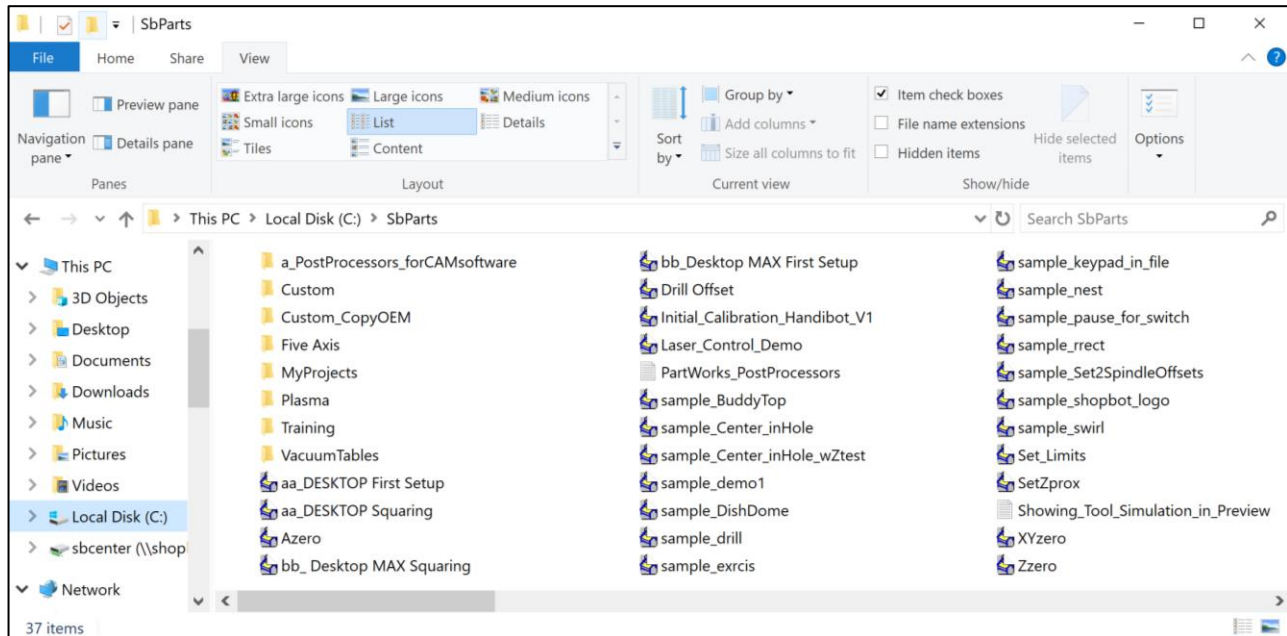 SbParts
File Home Share View
Navigation pane
Preview pane
Details pane
Panes
Extra large icons Large icons Medium icons
Small icons List Details
Tiles Content
Layout
Sort by
Group by
Add columns
Size all columns to fit
Current view
Item check boxes
File name extensions
Hidden items
Hide selected items
Show/hide
Options
This PC > Local Disk (C:) > SbParts
Search SbParts
This PC
3D Objects
Desktop
Documents
Downloads
Music
Pictures
Videos
Local Disk (C:)
sbcenter (\\shop
Network
a_PostProcessors_forCAMsoftware
Custom
Custom_CopyOEM
Five Axis
MyProjects
Plasma
Training
VacuumTables
aa_DESKTOP First Setup
aa_DESKTOP Squaring
Azero
bb_ Desktop MAX Squaring
bb_Desktop MAX First Setup
Drill Offset
Initial_Calibration_Handibot_V1
Laser_Control_Demo
PartWorks_PostProcessors
sample_BuddyTop
sample_Center_inHole
sample_Center_inHole_wZtest
sample_demo1
sample_DishDome
sample_drill
sample_exrcis
sample_keypad_in_file
sample_nest
sample_pause_for_switch
sample_rrect
sample_Set2SpindleOffsets
sample_shopbot_logo
sample_swirl
Set_Limits
SetZprox
Showing_Tool_Simulation_in_Preview
XYzero
Zzero
37 items